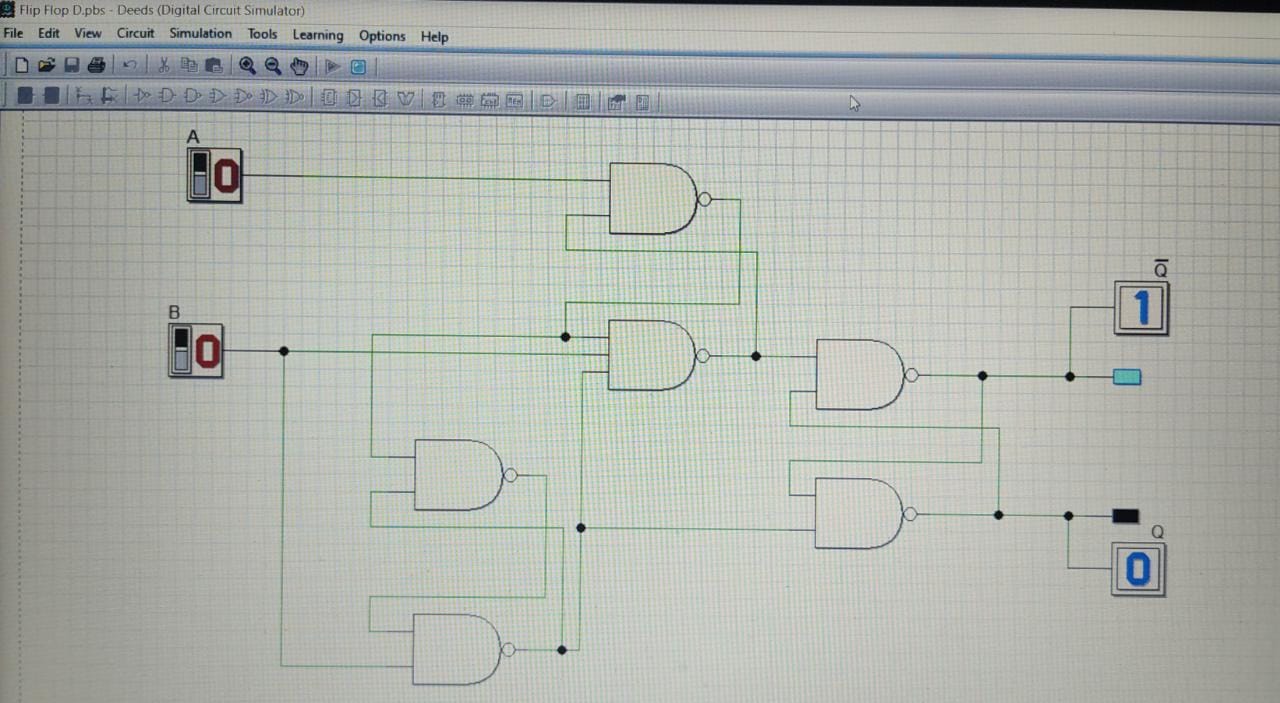 Flip Flop D.pbs - Deeds (Digital Circuit Simulator)
File Edit View Circuit Simulation Tools Learning Options Help
A
0
B
0
Q̅
1
Q
0